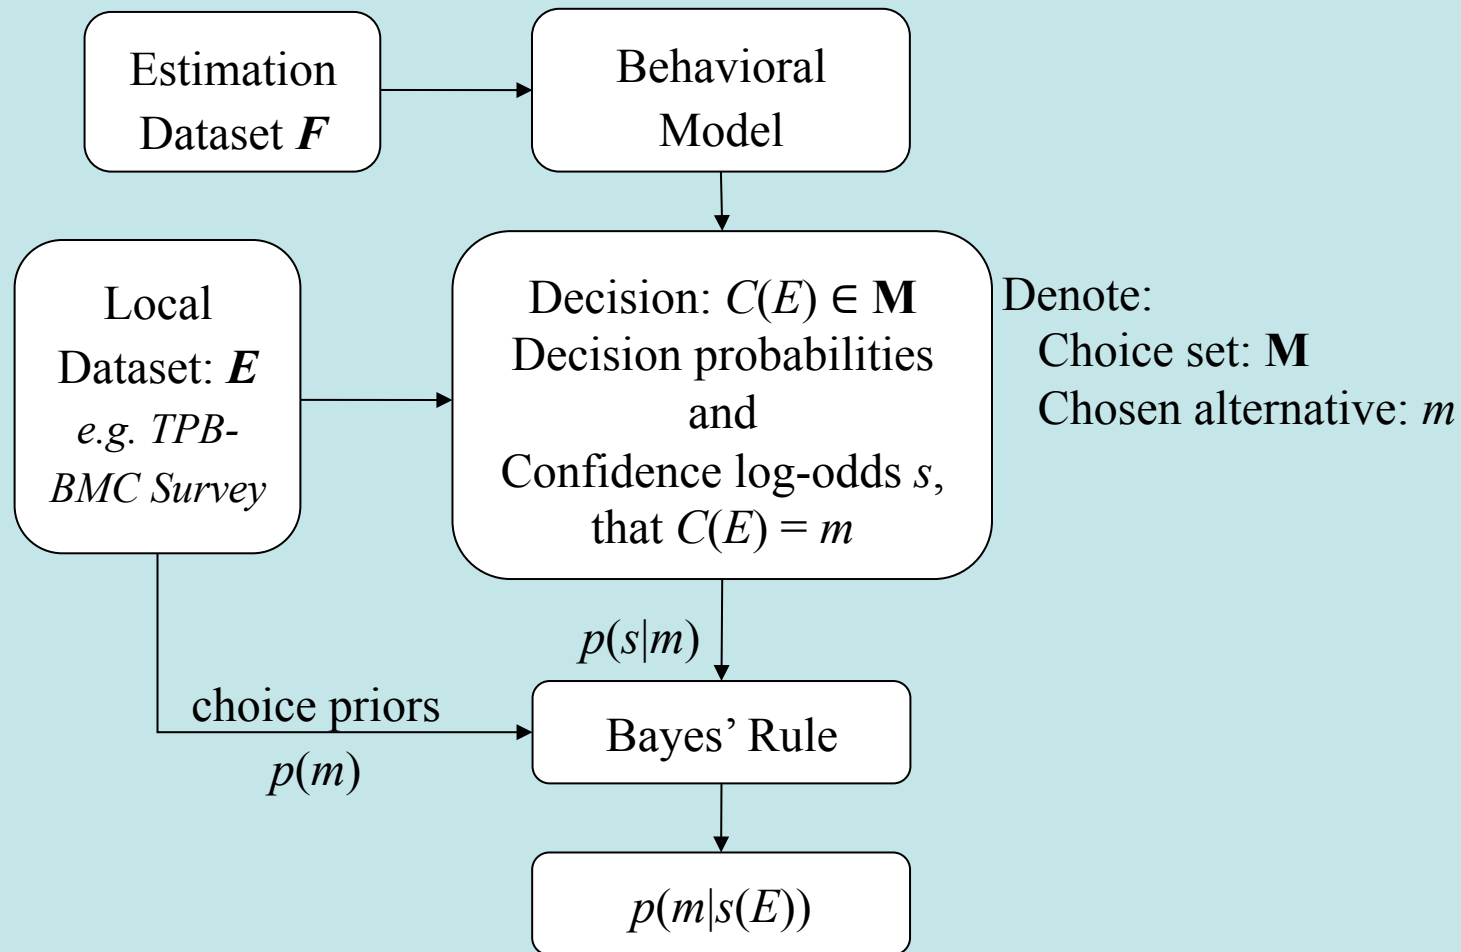 Estimation
Dataset F
Behavioral
Model
Local
Dataset: E
e.g. TPB-
BMC Survey
Decision: C(E) ∈ M
Decision probabilities
and
Confidence log-odds s,
that C(E) = m
Denote:
Choice set: M
Chosen alternative: m
p(s|m)
choice priors
p(m)
Bayes’ Rule
p(m|s(E))